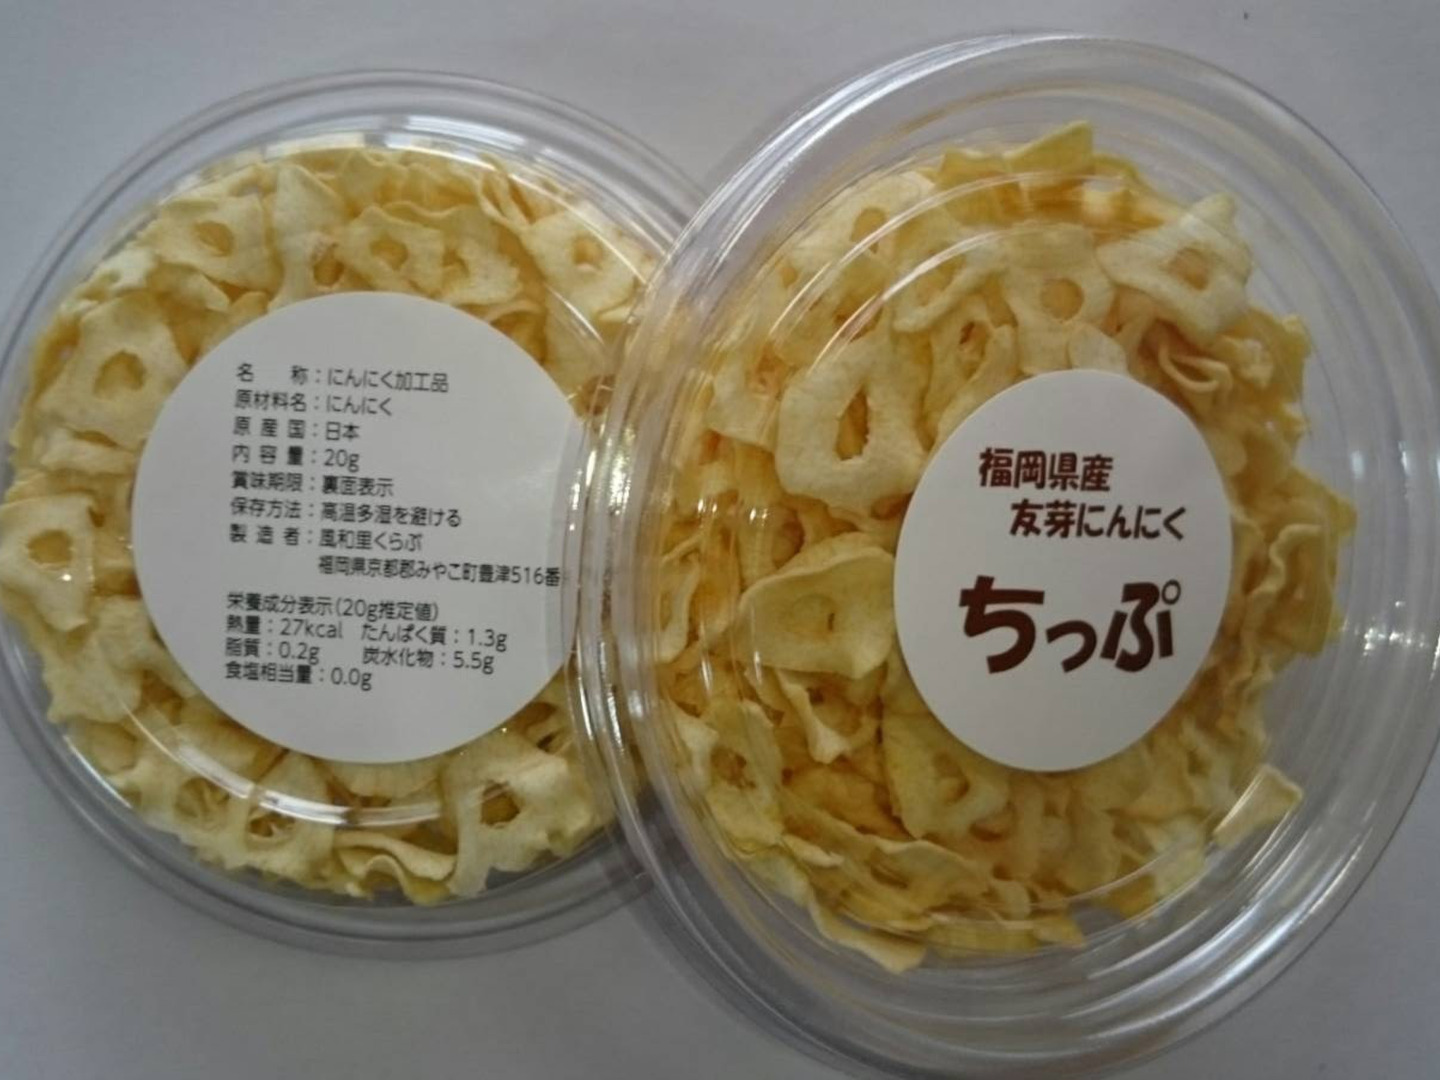 名　称：にんにく加工品
原材料名：にんにく
原産国：日本
内容量：20g
賞味期限：裏面表示
保存方法：高温多湿を避ける
製造者：風和里くらぶ
福岡県京都郡みやこ町豊津516番
栄養成分表示(20g推定値)
熱量：27kcal　たんぱく質：1.3g
脂質：0.2g　炭水化物：5.5g
食塩相当量：0.0g
福岡県産
友芽にんにく
ちっぷ